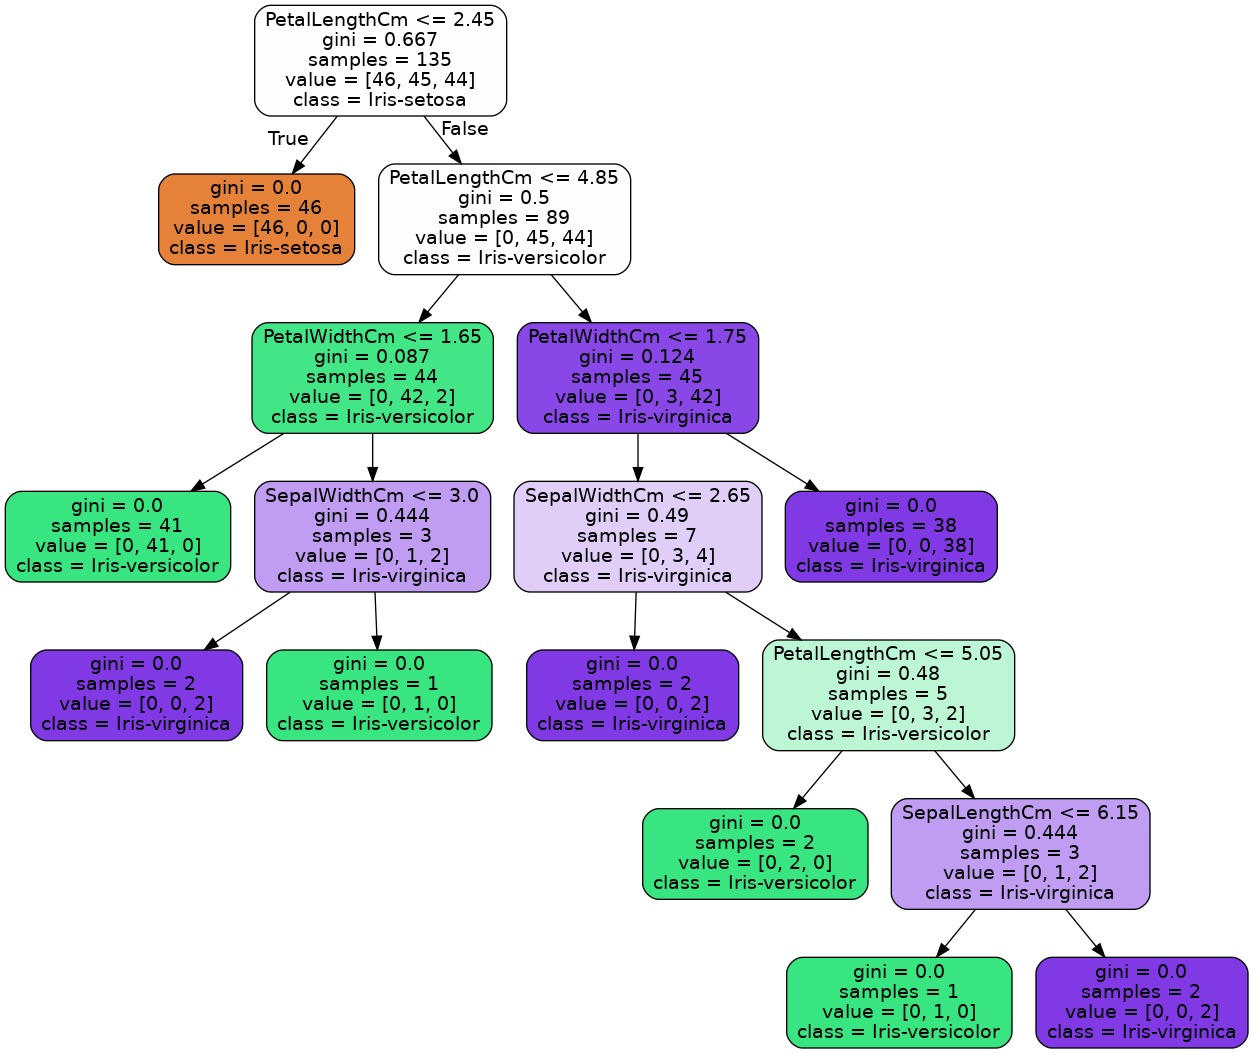 PetalLengthCm <= 2.45
gini = 0.667
samples = 135
value = [46, 45, 44]
class = Iris-setosa
True
False
gini = 0.0
samples = 46
value = [46, 0, 0]
class = Iris-setosa
PetalLengthCm <= 4.85
gini = 0.5
samples = 89
value = [0, 45, 44]
class = Iris-versicolor
PetalWidthCm <= 1.65
gini = 0.087
samples = 44
value = [0, 42, 2]
class = Iris-versicolor
PetalWidthCm <= 1.75
gini = 0.124
samples = 45
value = [0, 3, 42]
class = Iris-virginica
gini = 0.0
samples = 41
value = [0, 41, 0]
class = Iris-versicolor
SepalWidthCm <= 3.0
gini = 0.444
samples = 3
value = [0, 1, 2]
class = Iris-virginica
SepalWidthCm <= 2.65
gini = 0.49
samples = 7
value = [0, 3, 4]
class = Iris-virginica
gini = 0.0
samples = 38
value = [0, 0, 38]
class = Iris-virginica
gini = 0.0
samples = 2
value = [0, 0, 2]
class = Iris-virginica
gini = 0.0
samples = 1
value = [0, 1, 0]
class = Iris-versicolor
gini = 0.0
samples = 2
value = [0, 0, 2]
class = Iris-virginica
PetalLengthCm <= 5.05
gini = 0.48
samples = 5
value = [0, 3, 2]
class = Iris-versicolor
gini = 0.0
samples = 2
value = [0, 2, 0]
class = Iris-versicolor
SepalLengthCm <= 6.15
gini = 0.444
samples = 3
value = [0, 1, 2]
class = Iris-virginica
gini = 0.0
samples = 1
value = [0, 1, 0]
class = Iris-versicolor
gini = 0.0
samples = 2
value = [0, 0, 2]
class = Iris-virginica